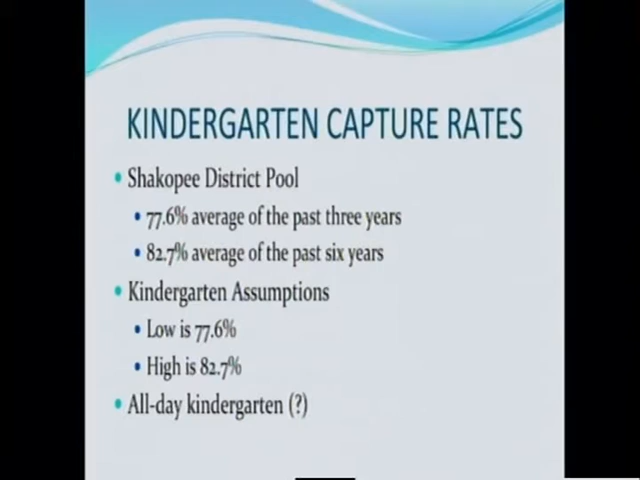 KINDERGARTEN CAPTURE RATES
• Shakopee District Pool
• 77.6% average of the past three years
• 82.7% average of the past six years
• Kindergarten Assumptions
• Low is 77.6%
• High is 82.7%
• All-day kindergarten (?)